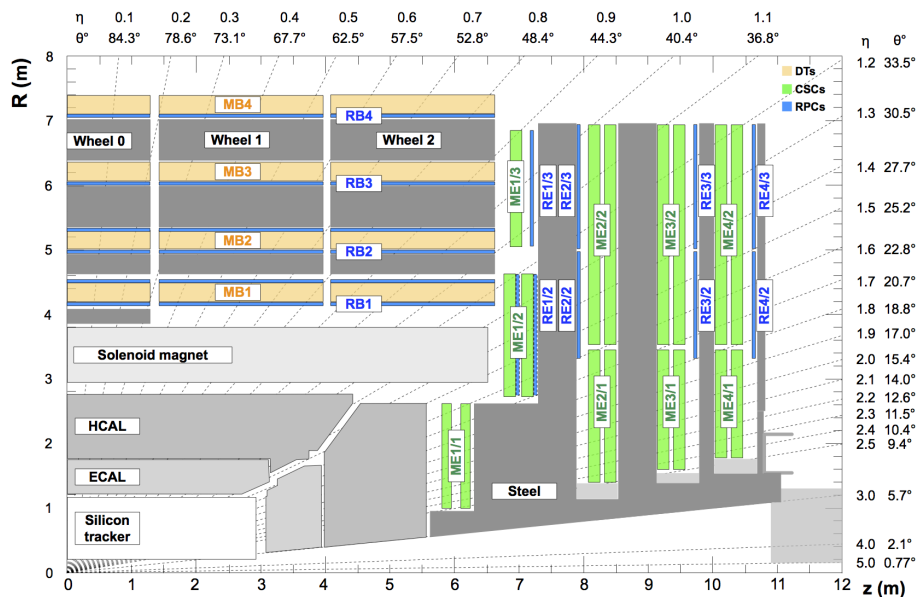 η 0.1 0.2 0.3 0.4 0.5 0.6 0.7 0.8 0.9 1.0 1.1
θ° 84.3° 78.6° 73.1° 67.7° 62.5° 57.5° 52.8° 48.4° 44.3° 40.4° 36.8° η θ°
R (m)
8
7
6
5
4
3
2
1
0
DTs
CSCs
RPCs
1.2 33.5°
1.3 30.5°
1.4 27.7°
1.5 25.2°
1.6 22.8°
1.7 20.7°
1.8 18.8°
1.9 17.0°
2.0 15.4°
2.1 14.0°
2.2 12.6°
2.3 11.5°
2.4 10.4°
2.5 9.4°
3.0 5.7°
4.0 2.1°
5.0 0.77°
MB4
RB4
Wheel 0 Wheel 1 Wheel 2
MB3
RB3
MB2
RB2
MB1
RB1
Solenoid magnet
HCAL
ECAL
Silicon
tracker
Steel
ME1/3
RE1/3
RE2/3
ME2/2
ME3/2
RE3/3
ME4/2
RE4/3
ME1/2
RE1/2
RE2/2
RE3/2
RE4/2
ME1/1
ME2/1
ME3/1
ME4/1
0 1 2 3 4 5 6 7 8 9 10 11 12
z (m)